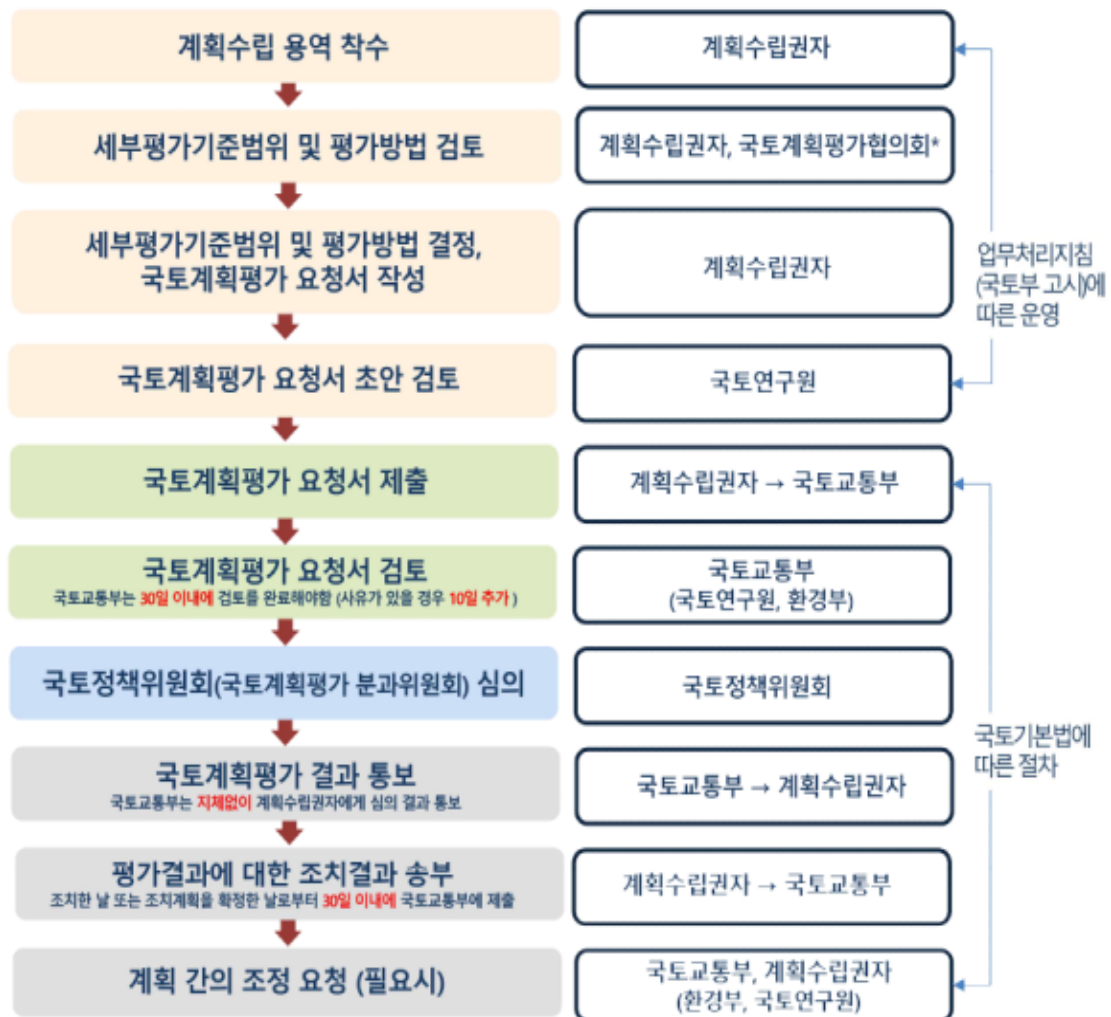 계획수립 용역 착수
계획수립권자
세부평가기준범위 및 평가방법 검토
계획수립권자, 국토계획평가협의회*
세부평가기준범위 및 평가방법 결정,
국토계획평가 요청서 작성
계획수립권자
업무처리지침
(국토부 고시)에
따른 운영
국토계획평가 요청서 초안 검토
국토연구원
국토계획평가 요청서 제출
계획수립권자 → 국토교통부
국토계획평가 요청서 검토
국토교통부는 30일 이내에 검토를 완료해야함 (사유가 있을 경우 10일 추가 )
국토교통부
(국토연구원, 환경부)
국토정책위원회(국토계획평가 분과위원회) 심의
국토정책위원회
국토기본법에
따른 절차
국토계획평가 결과 통보
국토교통부는 지체없이 계획수립권자에게 심의 결과 통보
국토교통부 → 계획수립권자
평가결과에 대한 조치결과 송부
조치한 날 또는 조치계획을 확정한 날로부터 30일 이내에 국토교통부에 제출
계획수립권자 → 국토교통부
계획 간의 조정 요청 (필요시)
국토교통부, 계획수립권자
(환경부, 국토연구원)